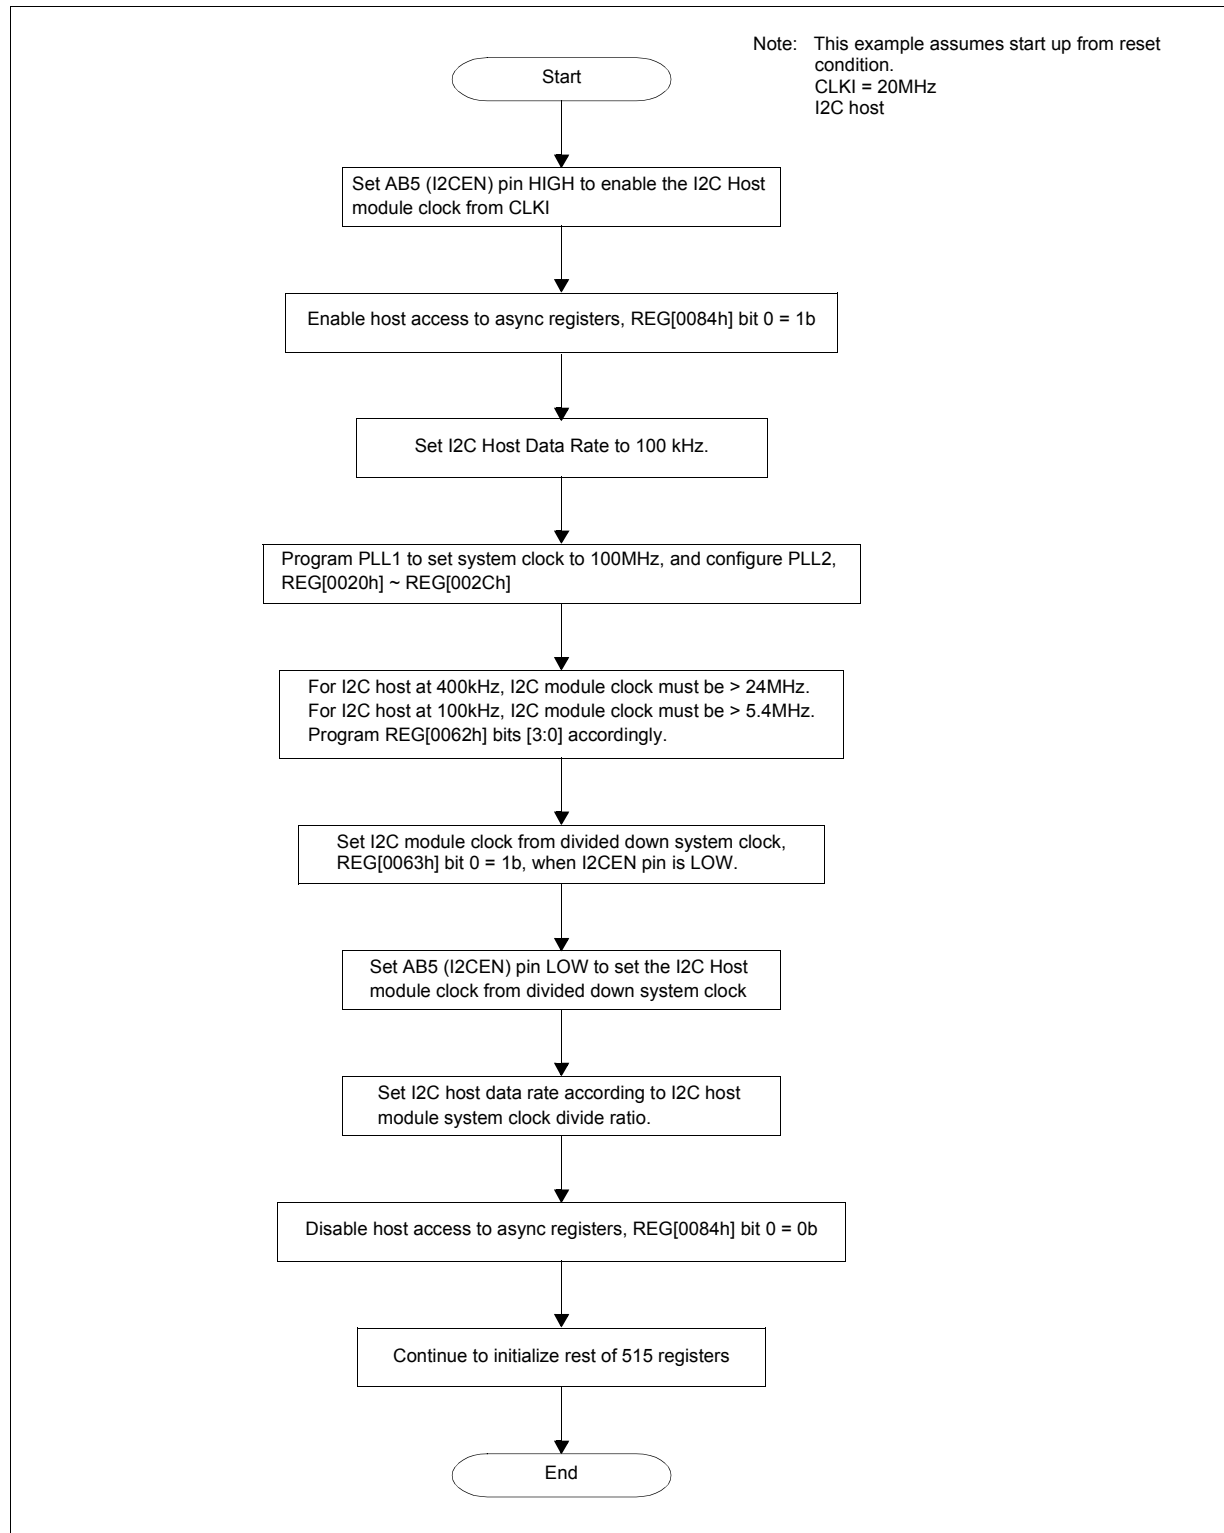 Note: This example assumes start up from reset
condition.
CLKI = 20MHz
I2C host
Start
Set AB5 (I2CEN) pin HIGH to enable the I2C Host
module clock from CLKI
Enable host access to async registers, REG[0084h] bit 0 = 1b
Set I2C Host Data Rate to 100 kHz.
Program PLL1 to set system clock to 100MHz, and configure PLL2,
REG[0020h] ~ REG[002Ch]
For I2C host at 400kHz, I2C module clock must be > 24MHz.
For I2C host at 100kHz, I2C module clock must be > 5.4MHz.
Program REG[0062h] bits [3:0] accordingly.
Set I2C module clock from divided down system clock,
REG[0063h] bit 0 = 1b, when I2CEN pin is LOW.
Set AB5 (I2CEN) pin LOW to set the I2C Host
module clock from divided down system clock
Set I2C host data rate according to I2C host
module system clock divide ratio.
Disable host access to async registers, REG[0084h] bit 0 = 0b
Continue to initialize rest of 515 registers
End